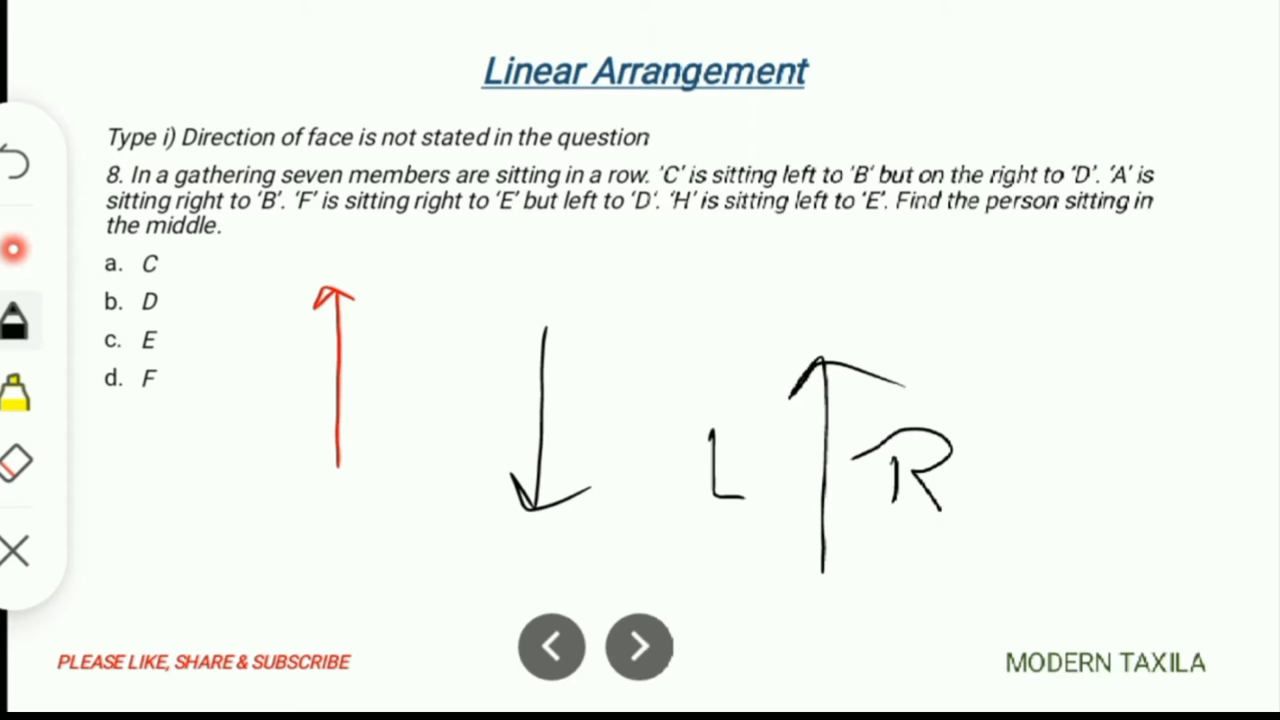 Linear Arrangement
Type i) Direction of face is not stated in the question
8. In a gathering seven members are sitting in a row. 'C' is sitting left to 'B' but on the right to 'D'. 'A' is
sitting right to 'B'. 'F' is sitting right to 'E' but left to 'D'. 'H' is sitting left to 'E'. Find the person sitting in
the middle.
a. C
b. D
c. E
d. F
L R
PLEASE LIKE, SHARE & SUBSCRIBE
MODERN TAXILA